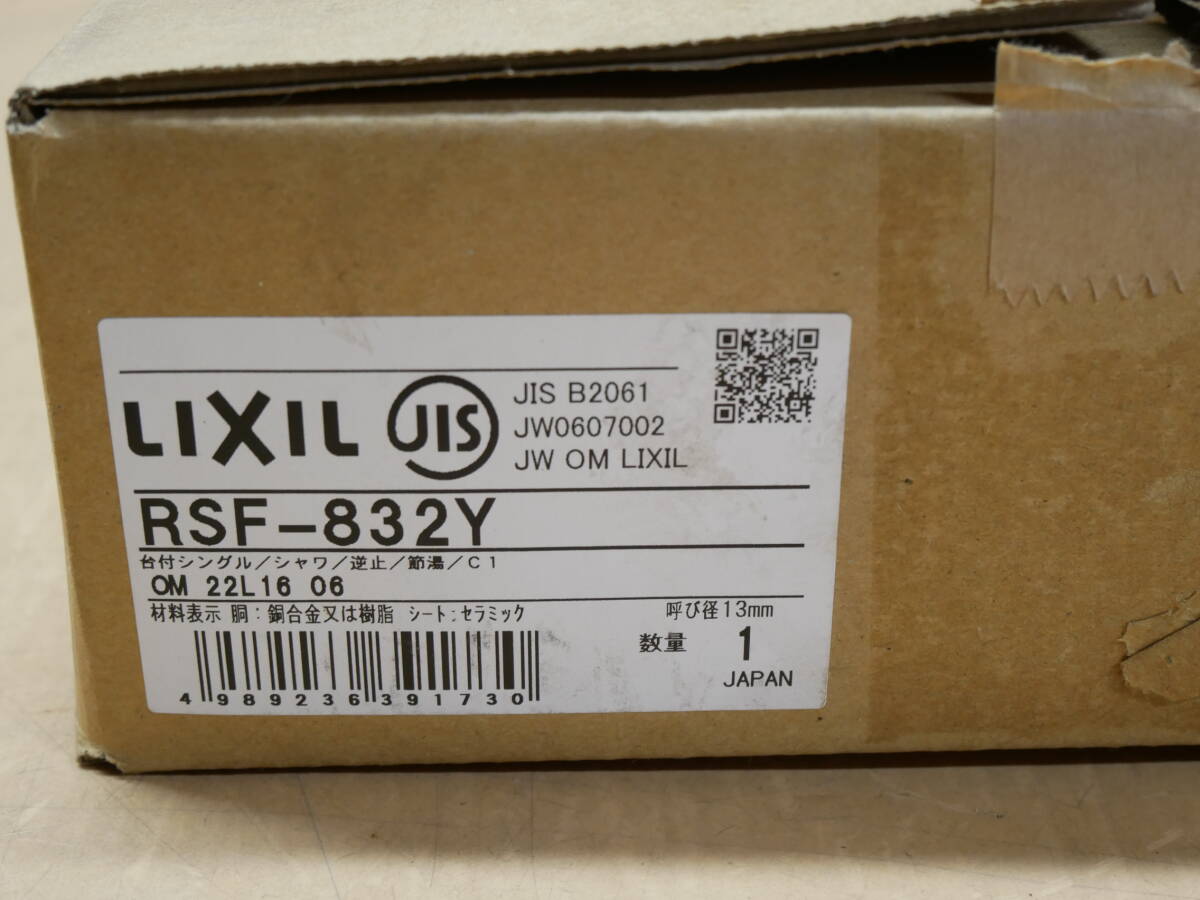 LIXIL JIS
JIS B2061
JW0607002
JW OM LIXIL
RSF-832Y
台付シングル/シャワ/逆止/節湯/C1
OM 22L16 06
材料表示 胴:銅合金又は樹脂 シート:セラミック
呼び径13mm
数量 1
JAPAN
4989236391730